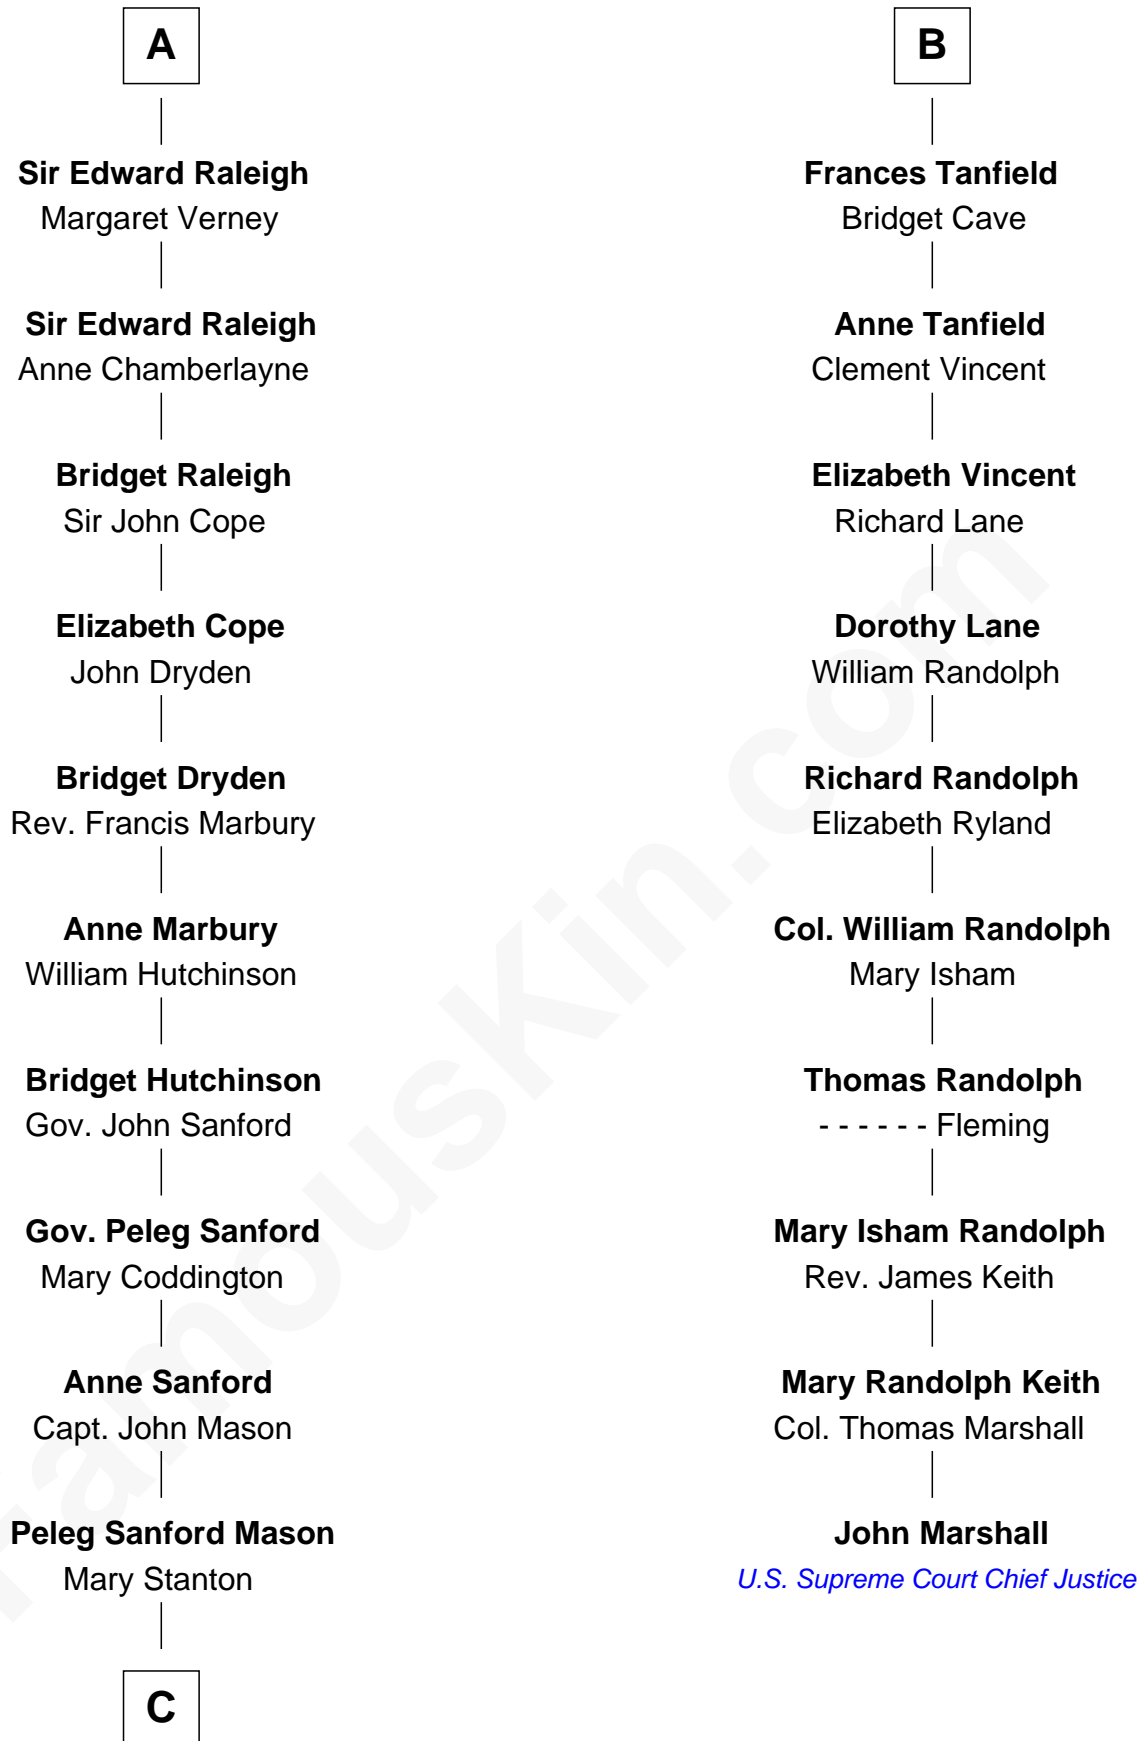 A
Sir Edward Raleigh
Margaret Verney
Sir Edward Raleigh
Anne Chamberlayne
Bridget Raleigh
Sir John Cope
Elizabeth Cope
John Dryden
Bridget Dryden
Rev. Francis Marbury
Anne Marbury
William Hutchinson
Bridget Hutchinson
Gov. John Sanford
Gov. Peleg Sanford
Mary Coddington
Anne Sanford
Capt. John Mason
Peleg Sanford Mason
Mary Stanton
C
B
Frances Tanfield
Bridget Cave
Anne Tanfield
Clement Vincent
Elizabeth Vincent
Richard Lane
Dorothy Lane
William Randolph
Richard Randolph
Elizabeth Ryland
Col. William Randolph
Mary Isham
Thomas Randolph
- - - - - - Fleming
Mary Isham Randolph
Rev. James Keith
Mary Randolph Keith
Col. Thomas Marshall
John Marshall
U.S. Supreme Court Chief Justice
FamousKin.com